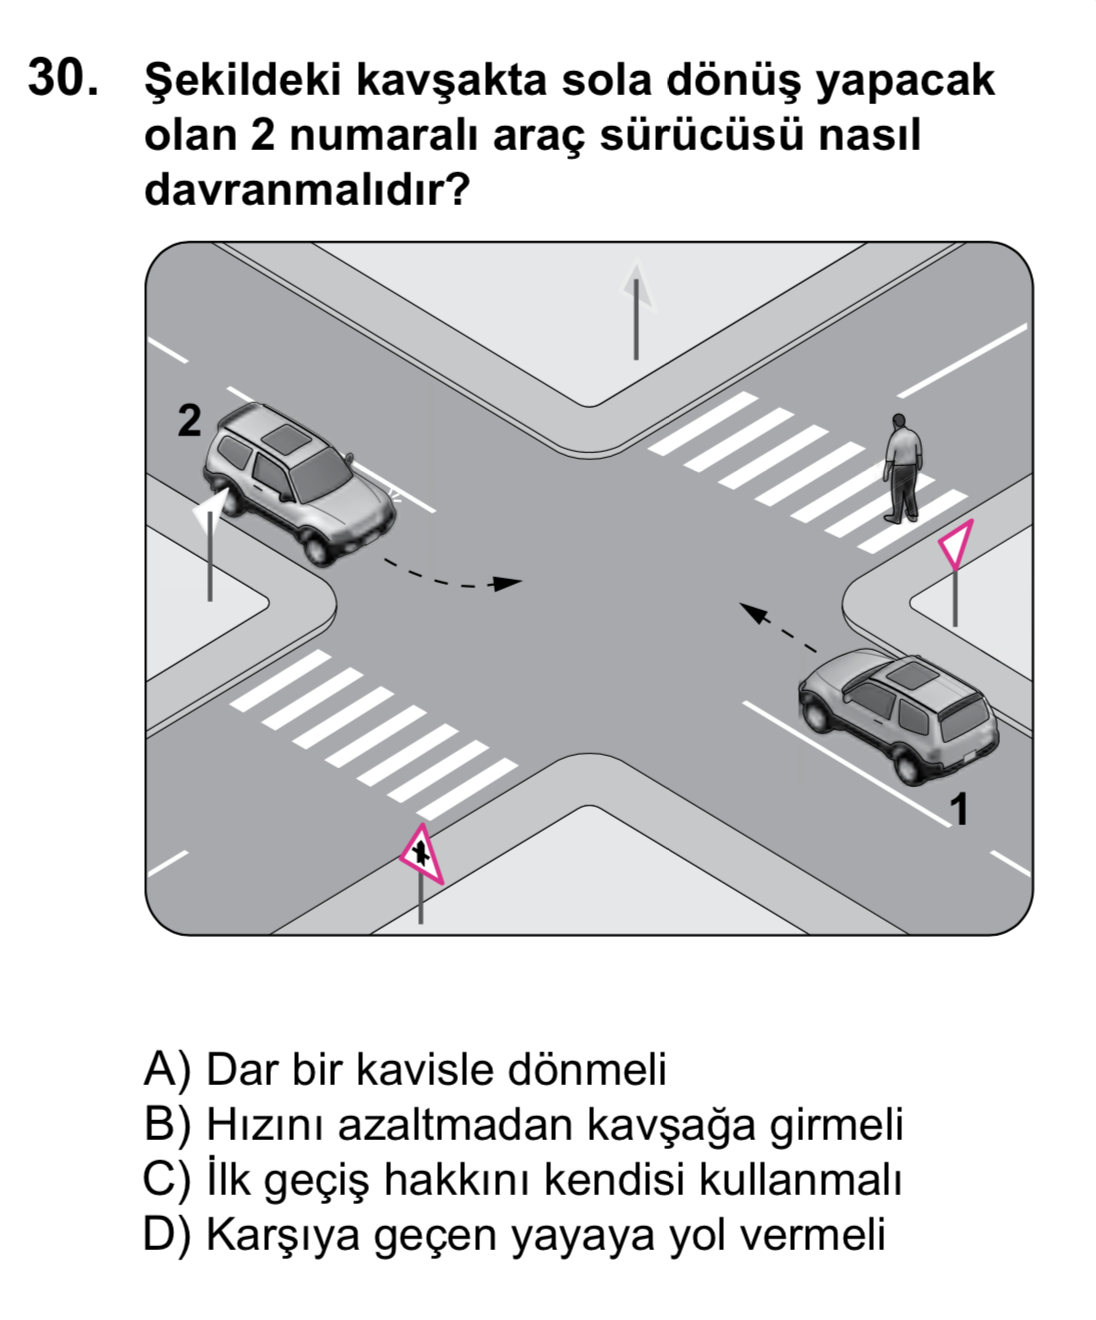 30. Şekildeki kavşakta sola dönüş yapacak
olan 2 numaralı araç sürücüsü nasıl
davranmalıdır?
2
1
A) Dar bir kavisle dönmeli
B) Hızını azaltmadan kavşağa girmeli
C) İlk geçiş hakkını kendisi kullanmalı
D) Karşıya geçen yayaya yol vermeli